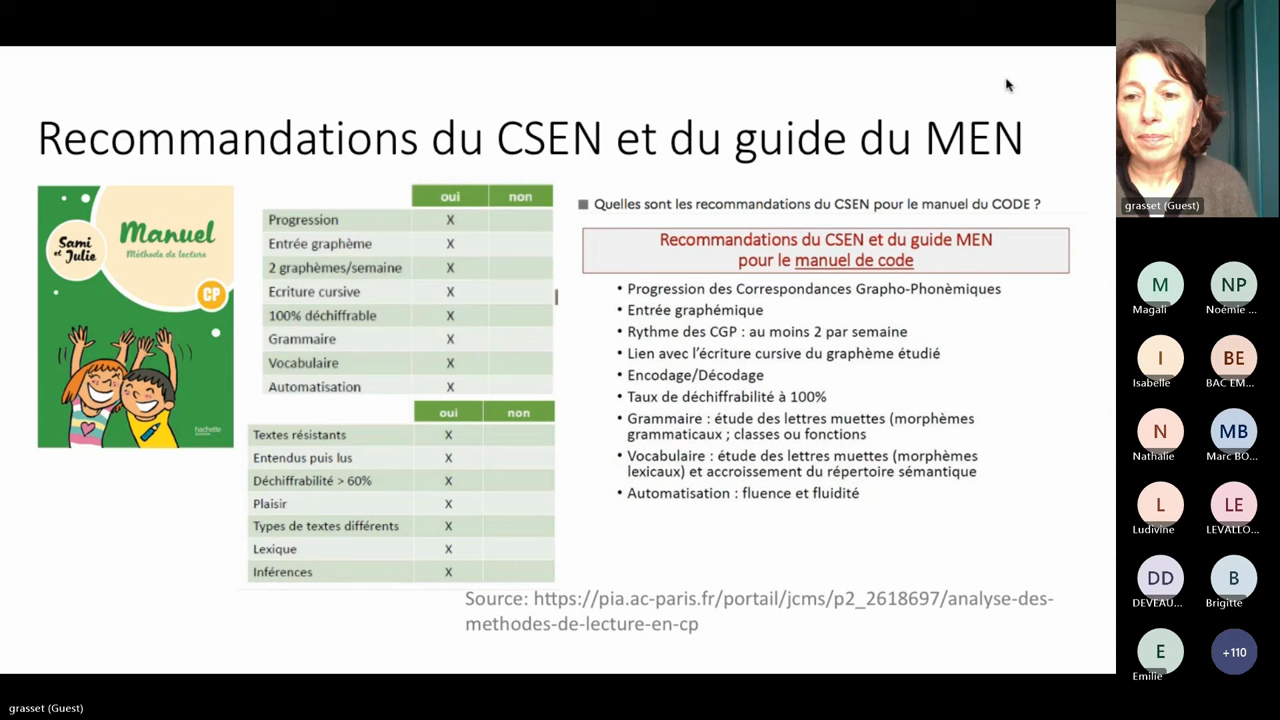 Recommandations du CSEN et du guide du MEN
Sami
et Julie
Manuel
Méthode de lecture
CP
hachette
oui non
Progression X
Entrée graphème X
2 graphèmes/semaine X
Ecriture cursive X
100% déchiffrable X
Grammaire X
Vocabulaire X
Automatisation X
oui non
Textes résistants X
Entendus puis lus X
Déchiffrabilité > 60% X
Plaisir X
Types de textes différents X
Lexique X
Inférences X
Quelles sont les recommandations du CSEN pour le manuel du CODE ?
Recommandations du CSEN et du guide MEN
pour le manuel de code
• Progression des Correspondances Grapho-Phonèmiques
• Entrée graphémique
• Rythme des CGP : au moins 2 par semaine
• Lien avec l'écriture cursive du graphème étudié
• Encodage/Décodage
• Taux de déchiffrabilité à 100%
• Grammaire : étude des lettres muettes (morphèmes
grammaticaux ; classes ou fonctions
• Vocabulaire : étude des lettres muettes (morphèmes
lexicaux) et accroissement du répertoire sémantique
• Automatisation : fluence et fluidité
Source: https://pia.ac-paris.fr/portail/jcms/p2_2618697/analyse-des-
methodes-de-lecture-en-cp
grasset (Guest)
M NP
Magali Noémie ...
I BE
Isabelle BAC EM...
N MB
Nathalie Marc BO...
L LE
Ludivine LEVALLO...
DD B
DEVEAU... Brigitte
E +110
Emilie
grasset (Guest)